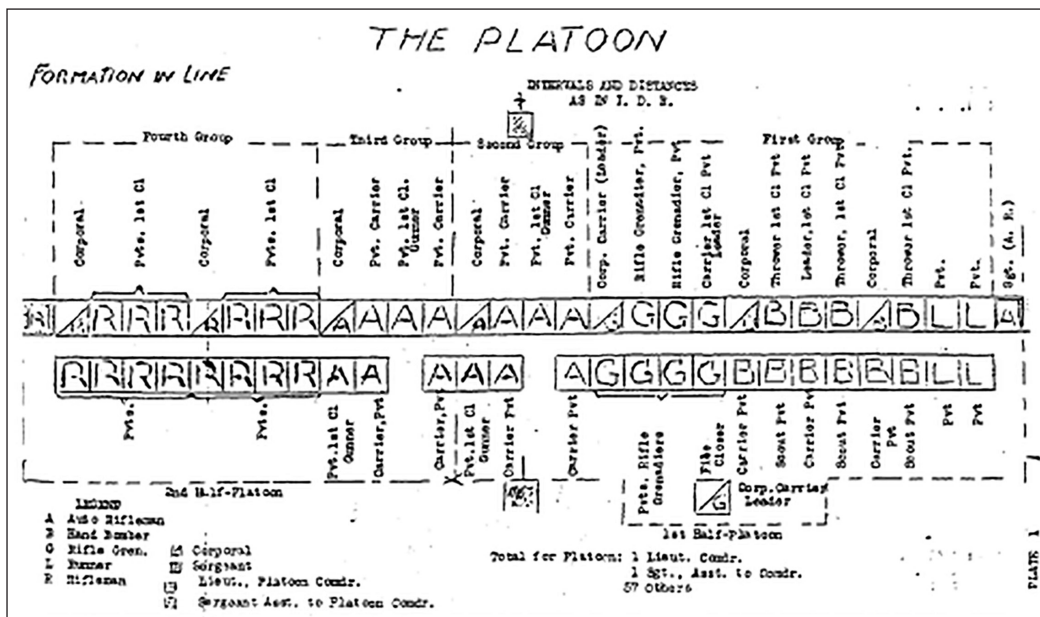 THE PLATOON
FORMATION IN LINE
INTERVALS AND DISTANCES
AS IN I. D. R.
Fourth Group
Third Group
Second Group
First Group
Corporal
Pvts. 1st Cl
Corporal
Pvts. 1st Cl
Corporal
Pvt. Carrier
Pvt. 1st Cl. Gunner
Pvt. Carrier
Corporal
Pvt. Carrier
Pvt. 1st Cl Gunner
Pvt. Carrier
Corp. Carrier (Leader)
Rifle Grenadier, Pvt.
Rifle Grenadier, Pvt
Carrier, 1st Cl Pvt Leader
Corporal
Thrower 1st Cl Pvt
Leader, 1st Cl Pvt
Thrower, 1st Cl Pvt
Corporal
Thrower 1st Cl Pvt.
Pvt.
Pvt.
Sgt. (A. R.)
R R R R R R R A A A A A A A A G G G G B B B B B L L A
R R R R R R R R A A A A A A G G G G B B B B B B L L
Pvts.
Pvts.
Pvt. 1st Cl Gunner
Carrier, Pvt
Carrier, Pvt
Pvt. 1st Cl Gunner
Carrier Pvt
Carrier Pvt
Pvts. Rifle Grenadiers
File Closer
Carrier Pvt
Scout Pvt
Carrier Pvt
Scout Pvt
Carrier Pvt
Scout Pvt
Pvt
Pvt
G
Corp. Carrier
Leader
2nd Half-Platoon
1st Half-Platoon
LEGEND
A Auto Rifleman
B Hand Bomber
G Rifle Gren.
L Runner
R Rifleman
Corporal
Sergeant
Lieut., Platoon Comdr.
Sergeant Asst. to Platoon Comdr.
Total for Platoon: 1 Lieut. Comdr.
1 Sgt., Asst. to Comdr.
57 Others
PLATE 1